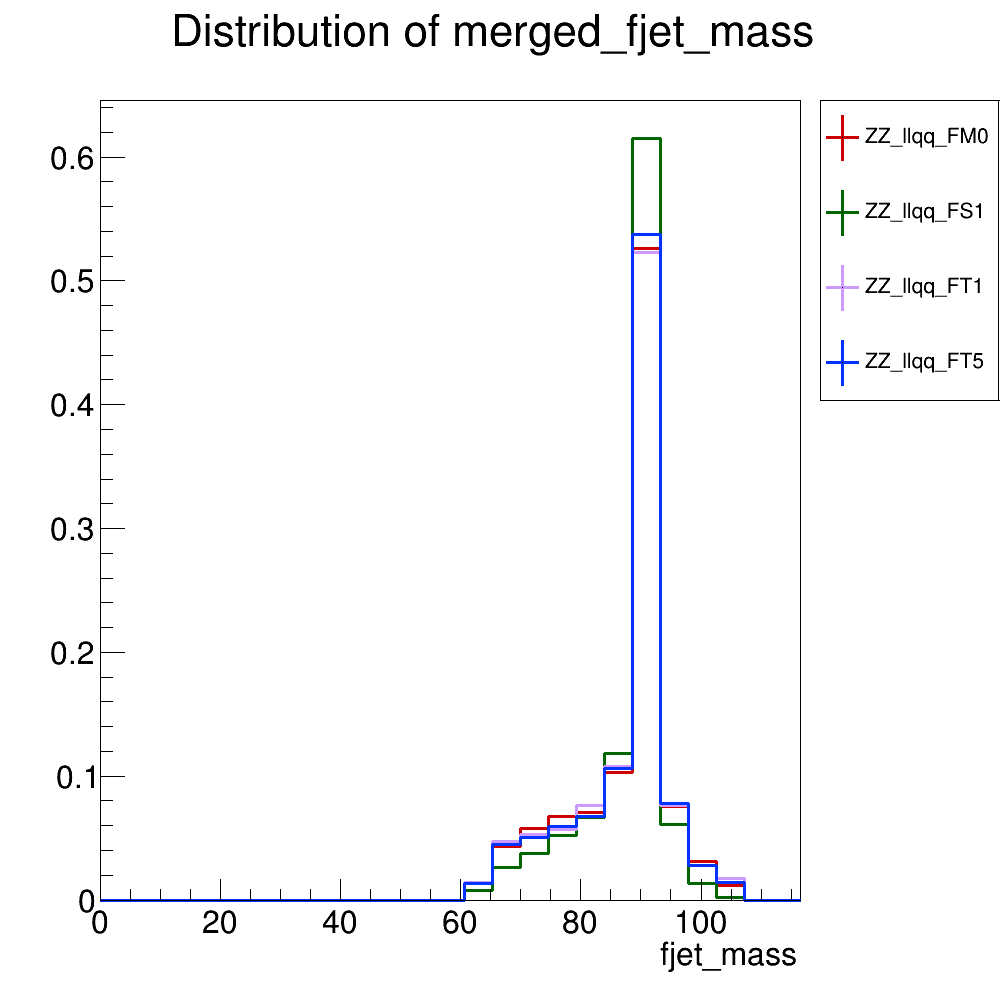 Distribution of merged_fjet_mass
ZZ_llqq_FM0
ZZ_llqq_FS1
ZZ_llqq_FT1
ZZ_llqq_FT5
0.6
0.5
0.4
0.3
0.2
0.1
0
0 20 40 60 80 100
fjet_mass